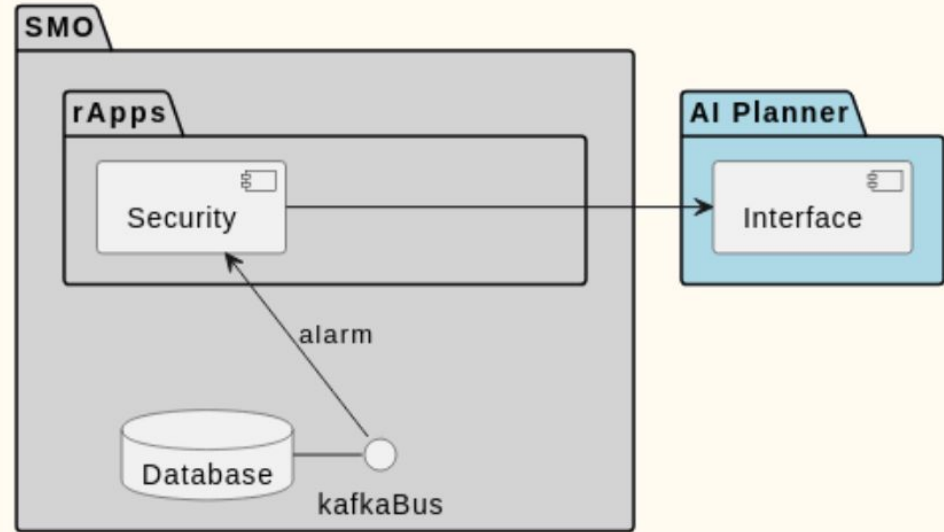 SMO
rApps
AI Planner
Security
Interface
alarm
Database
kafkaBus